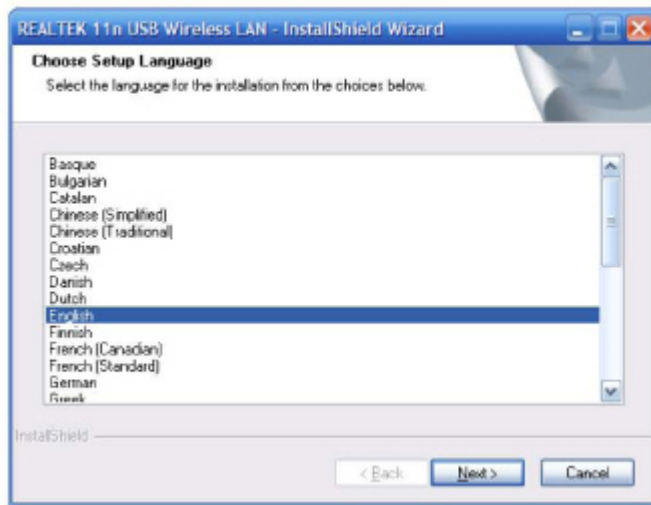 REALTEK 11n USB Wireless LAN - InstallShield Wizard
Choose Setup Language
Select the language for the installation from the choices below.
Basque
Bulgarian
Catalan
Chinese (Simplified)
Chinese (Traditional)
Croatian
Czech
Danish
Dutch
English
Finnish
French (Canadian)
French (Standard)
German
Greek
InstallShield
< Back
Next >
Cancel